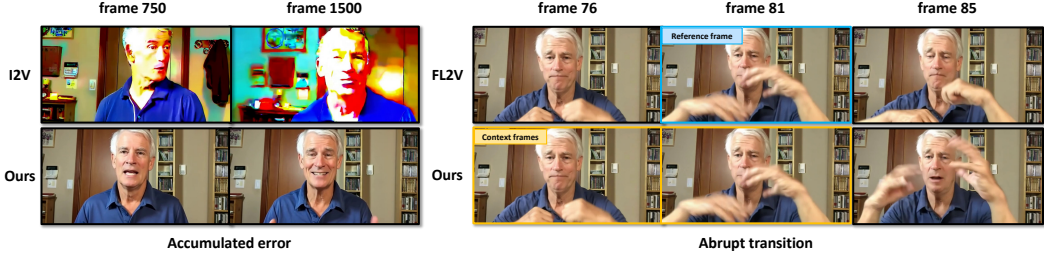 frame 750 frame 1500 frame 76 frame 81 frame 85
I2V FL2V Reference frame
Ours Ours Context frames
Accumulated error Abrupt transition